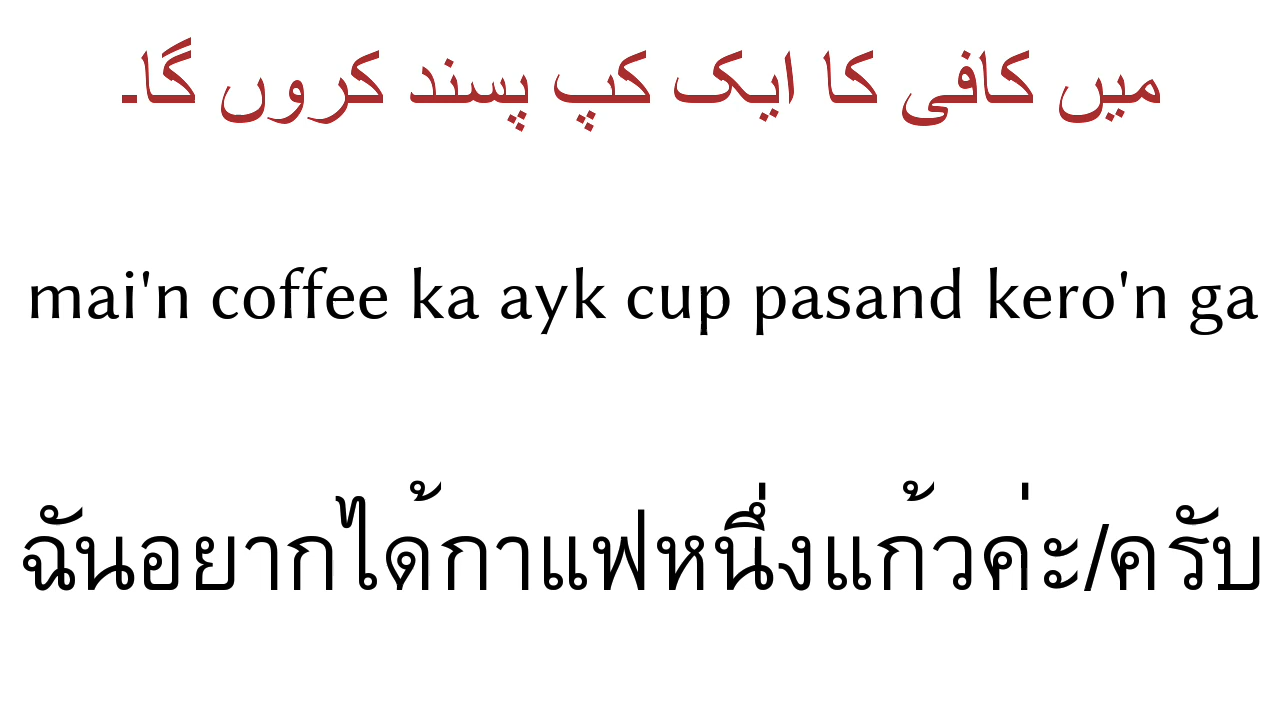 میں کافی کا ایک کپ پسند کروں گا۔
mai'n coffee ka ayk cup pasand kero'n ga
ฉันอยากได้กาแฟหนึ่งแก้วค่ะ/ครับ